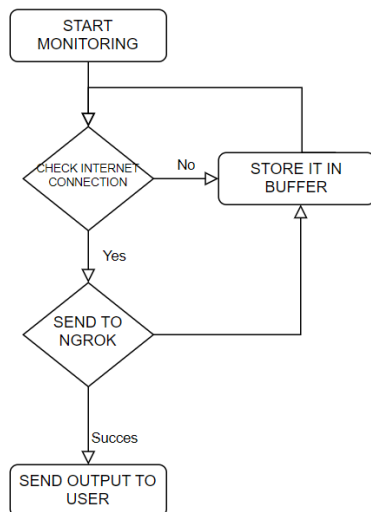 START
MONITORING
CHECK INTERNET
CONNECTION
No
STORE IT IN
BUFFER
Yes
SEND TO
NGROK
Succes
SEND OUTPUT TO
USER